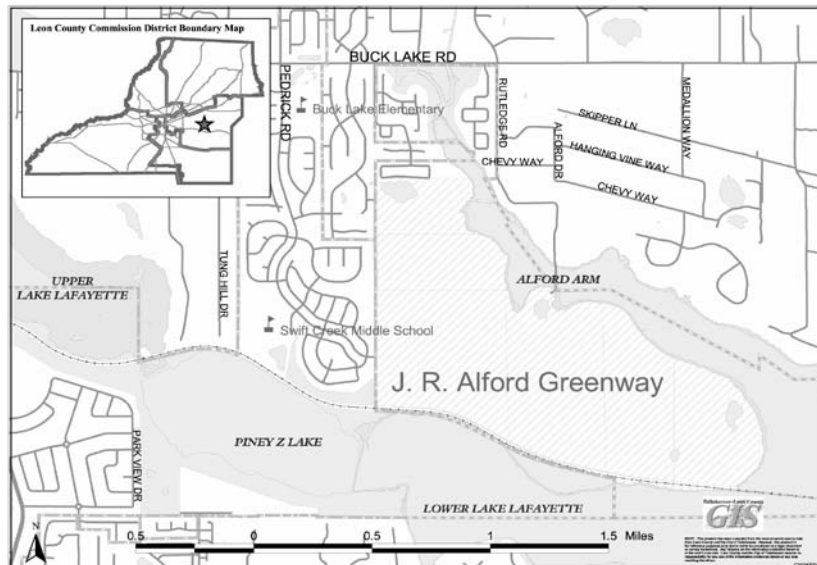 Leon County Commission District Boundary Map
BUCK LAKE RD
PEDRICK RD
Buck Lake Elementary
RUTLEDGE RD
MEDALLION WAY
SKIPPER LN
ALFORD DR
HANGING VINE WAY
CHEVY WAY
CHEVY WAY
TUNG HILL DR
UPPER
LAKE LAFAYETTE
ALFORD ARM
Swift Creek Middle School
J. R. Alford Greenway
PARK VIEW DR
PINEY Z LAKE
LOWER LAKE LAFAYETTE
GIS
N
0.5 0 0.5 1 1.5 Miles